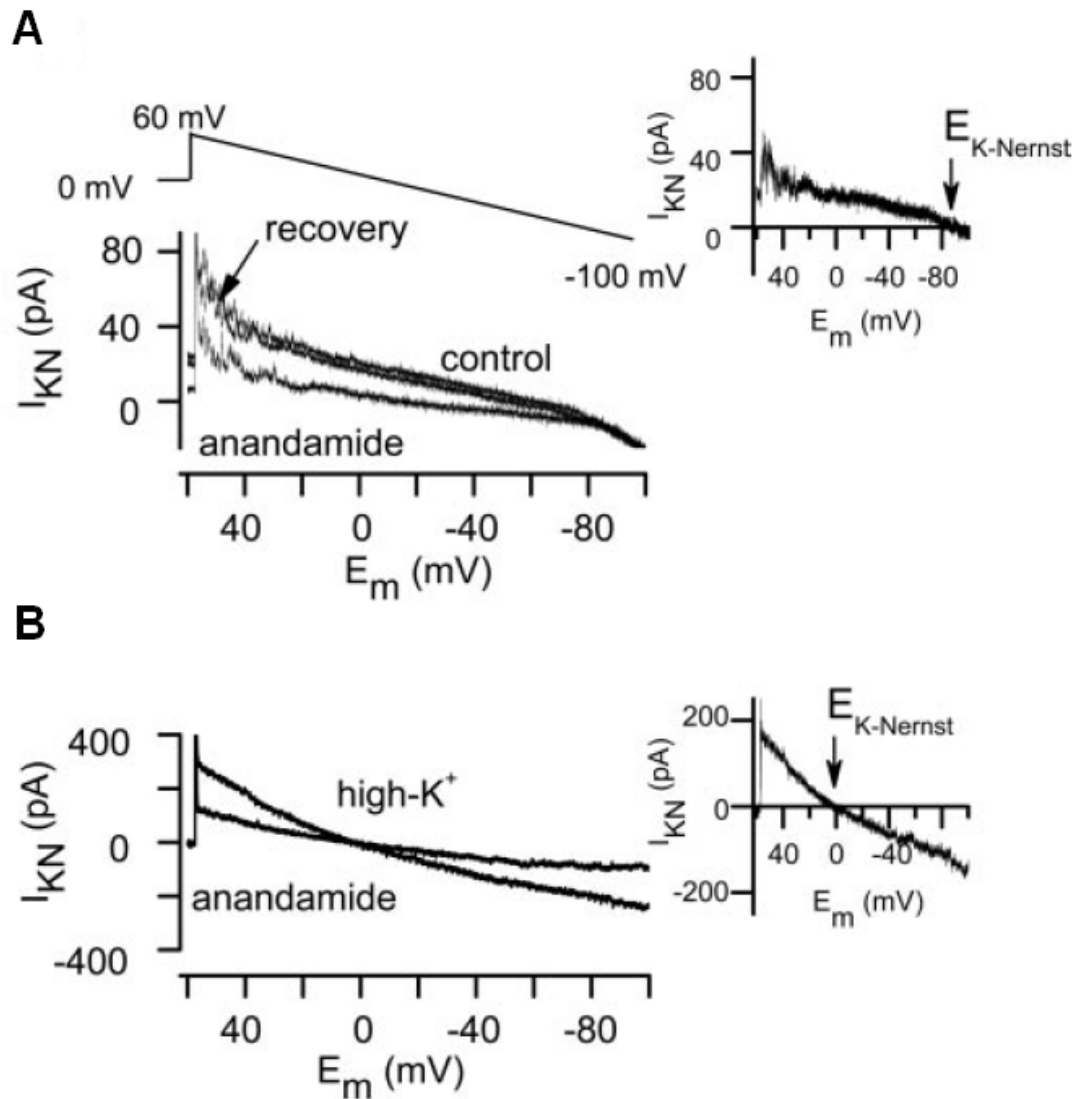 A
60 mV
0 mV
-100 mV
recovery
control
anandamide
I_KN (pA)
80
40
0
40 0 -40 -80
E_m (mV)
I_KN (pA)
80
40
0
E_K-Nernst
40 0 -40 -80
E_m (mV)
B
I_KN (pA)
400
0
-400
high-K⁺
anandamide
40 0 -40 -80
E_m (mV)
I_KN (pA)
200
0
-200
E_K-Nernst
40 0 -40
E_m (mV)